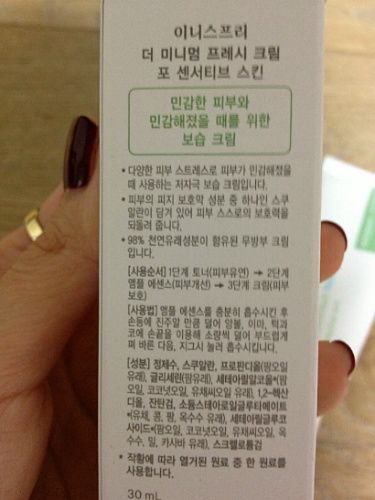 이니스프리
더 미니멈 프레시 크림
포 센서티브 스킨
민감한 피부와
민감해졌을 때를 위한
보습 크림
• 다양한 피부 스트레스로 피부가 민감해졌을
때 사용하는 저자극 보습 크림입니다.
• 피부의 피지 보호막 성분 중 하나인 스쿠
알란이 담겨 있어 피부 스스로의 보호력을
되돌려 줍니다.
• 98% 천연유래성분이 함유된 무방부 크림
입니다.
[사용순서] 1단계 토너(피부유연) → 2단계
앰플 에센스(피부개선) → 3단계 크림(피부
보호)
[사용법] 앰플 에센스를 충분히 흡수시킨 후
손등에 진주알 만큼 덜어 양볼, 이마, 턱과
코에 손끝을 이용해 소량씩 덜어 부드럽게
펴 바른 다음, 지그시 눌러 흡수시킵니다.
[성분] 정제수, 스쿠알란, 프로판디올(팜오일
유래), 글리세린(팜유래), 세테아릴알코올*(팜
오일, 코코넛오일, 유채씨오일 유래), 1,2-헥산
디올, 잔탄검, 소듐스테아로일글루타메이트
*(유채, 콩, 팜, 옥수수 유래), 세테아릴글루코
사이드*(팜오일, 코코넛오일, 유채씨오일, 옥
수수, 밀, 카사바 유래), 스크렐로튬검
* 작황에 따라 열거된 원료 중 한 원료를
사용합니다.
30 mL